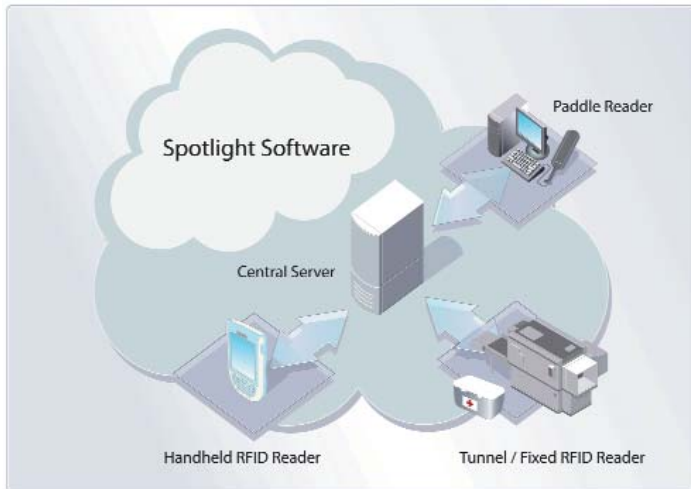 Paddle Reader
Spotlight Software
Central Server
Handheld RFID Reader
Tunnel / Fixed RFID Reader